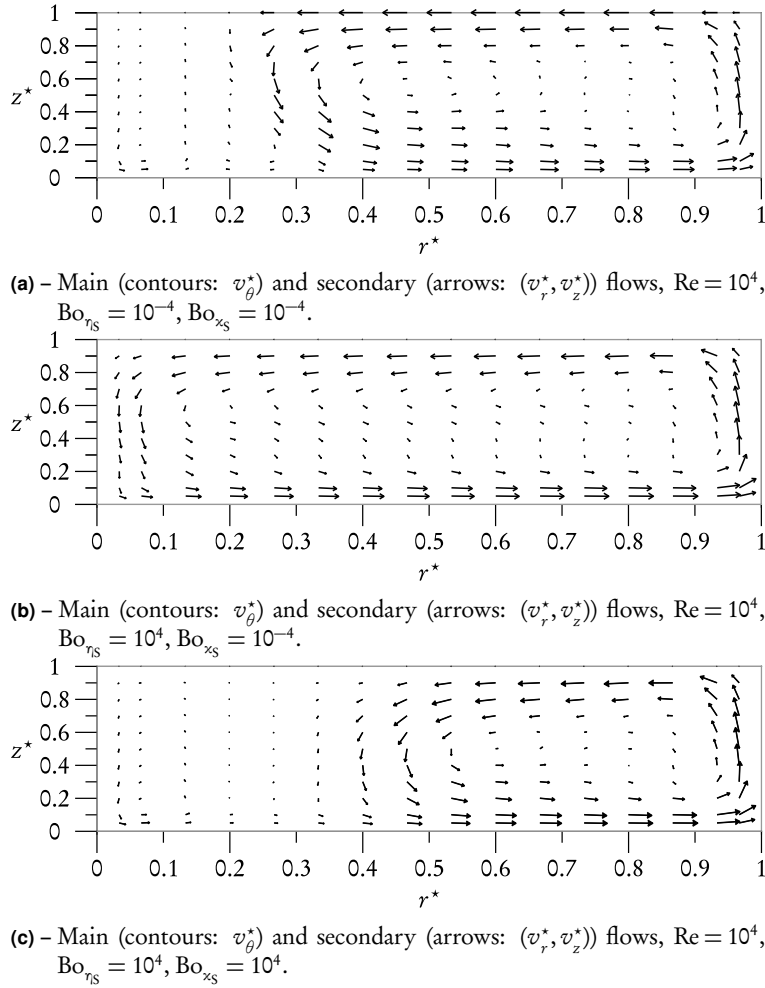 1
0.8
0.6
z⋆
0.4
0.2
0
0 0.1 0.2 0.3 0.4 0.5 0.6 0.7 0.8 0.9 1
r⋆
(a) – Main (contours: v⋆θ) and secondary (arrows: (v⋆r, v⋆z)) flows, Re = 10⁴,
Bo_ηS = 10⁻⁴, Bo_ϰS = 10⁻⁴.
1
0.8
0.6
z⋆
0.4
0.2
0
0 0.1 0.2 0.3 0.4 0.5 0.6 0.7 0.8 0.9 1
r⋆
(b) – Main (contours: v⋆θ) and secondary (arrows: (v⋆r, v⋆z)) flows, Re = 10⁴,
Bo_ηS = 10⁴, Bo_ϰS = 10⁻⁴.
1
0.8
0.6
z⋆
0.4
0.2
0
0 0.1 0.2 0.3 0.4 0.5 0.6 0.7 0.8 0.9 1
r⋆
(c) – Main (contours: v⋆θ) and secondary (arrows: (v⋆r, v⋆z)) flows, Re = 10⁴,
Bo_ηS = 10⁴, Bo_ϰS = 10⁴.